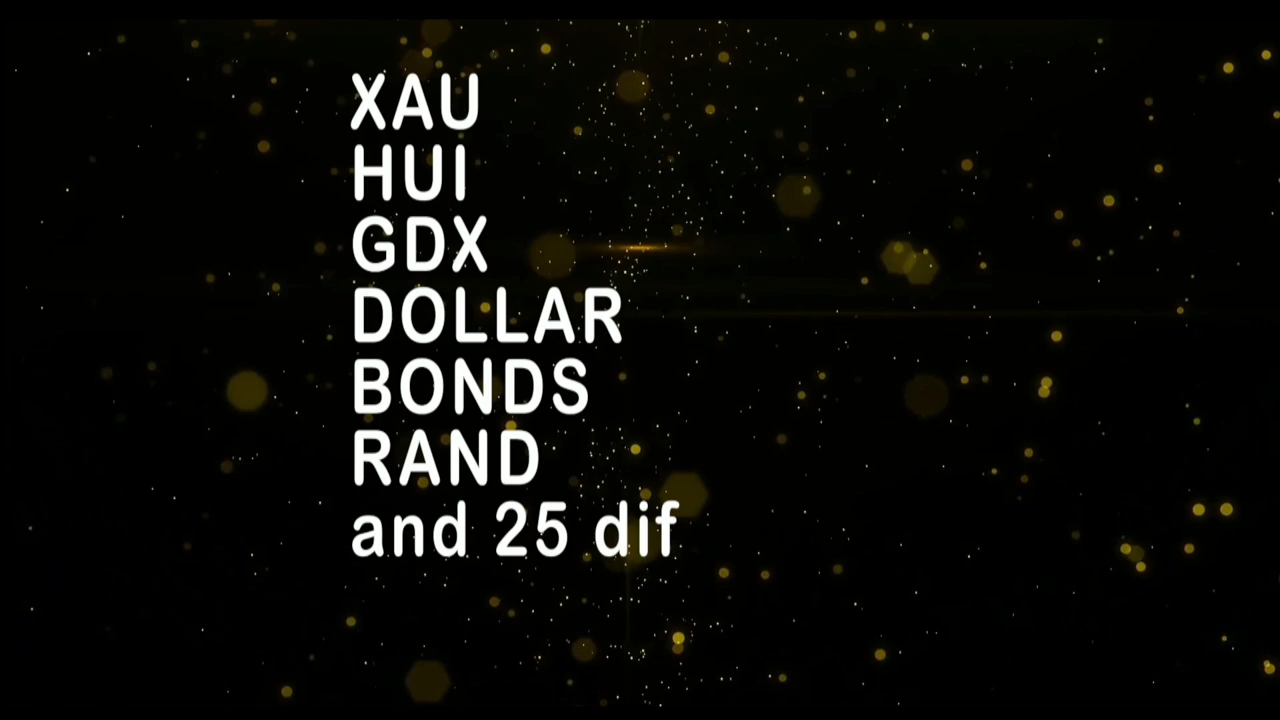 XAU
HUI
GDX
DOLLAR
BONDS
RAND
and 25 dif